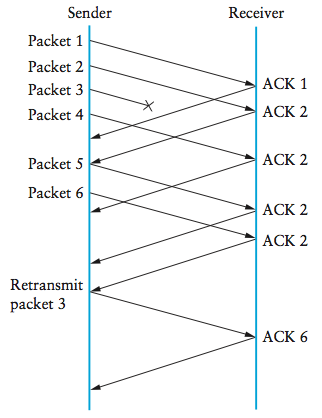 Sender
Receiver
Packet 1
Packet 2
Packet 3
Packet 4
Packet 5
Packet 6
Retransmit
packet 3
ACK 1
ACK 2
ACK 2
ACK 2
ACK 2
ACK 6